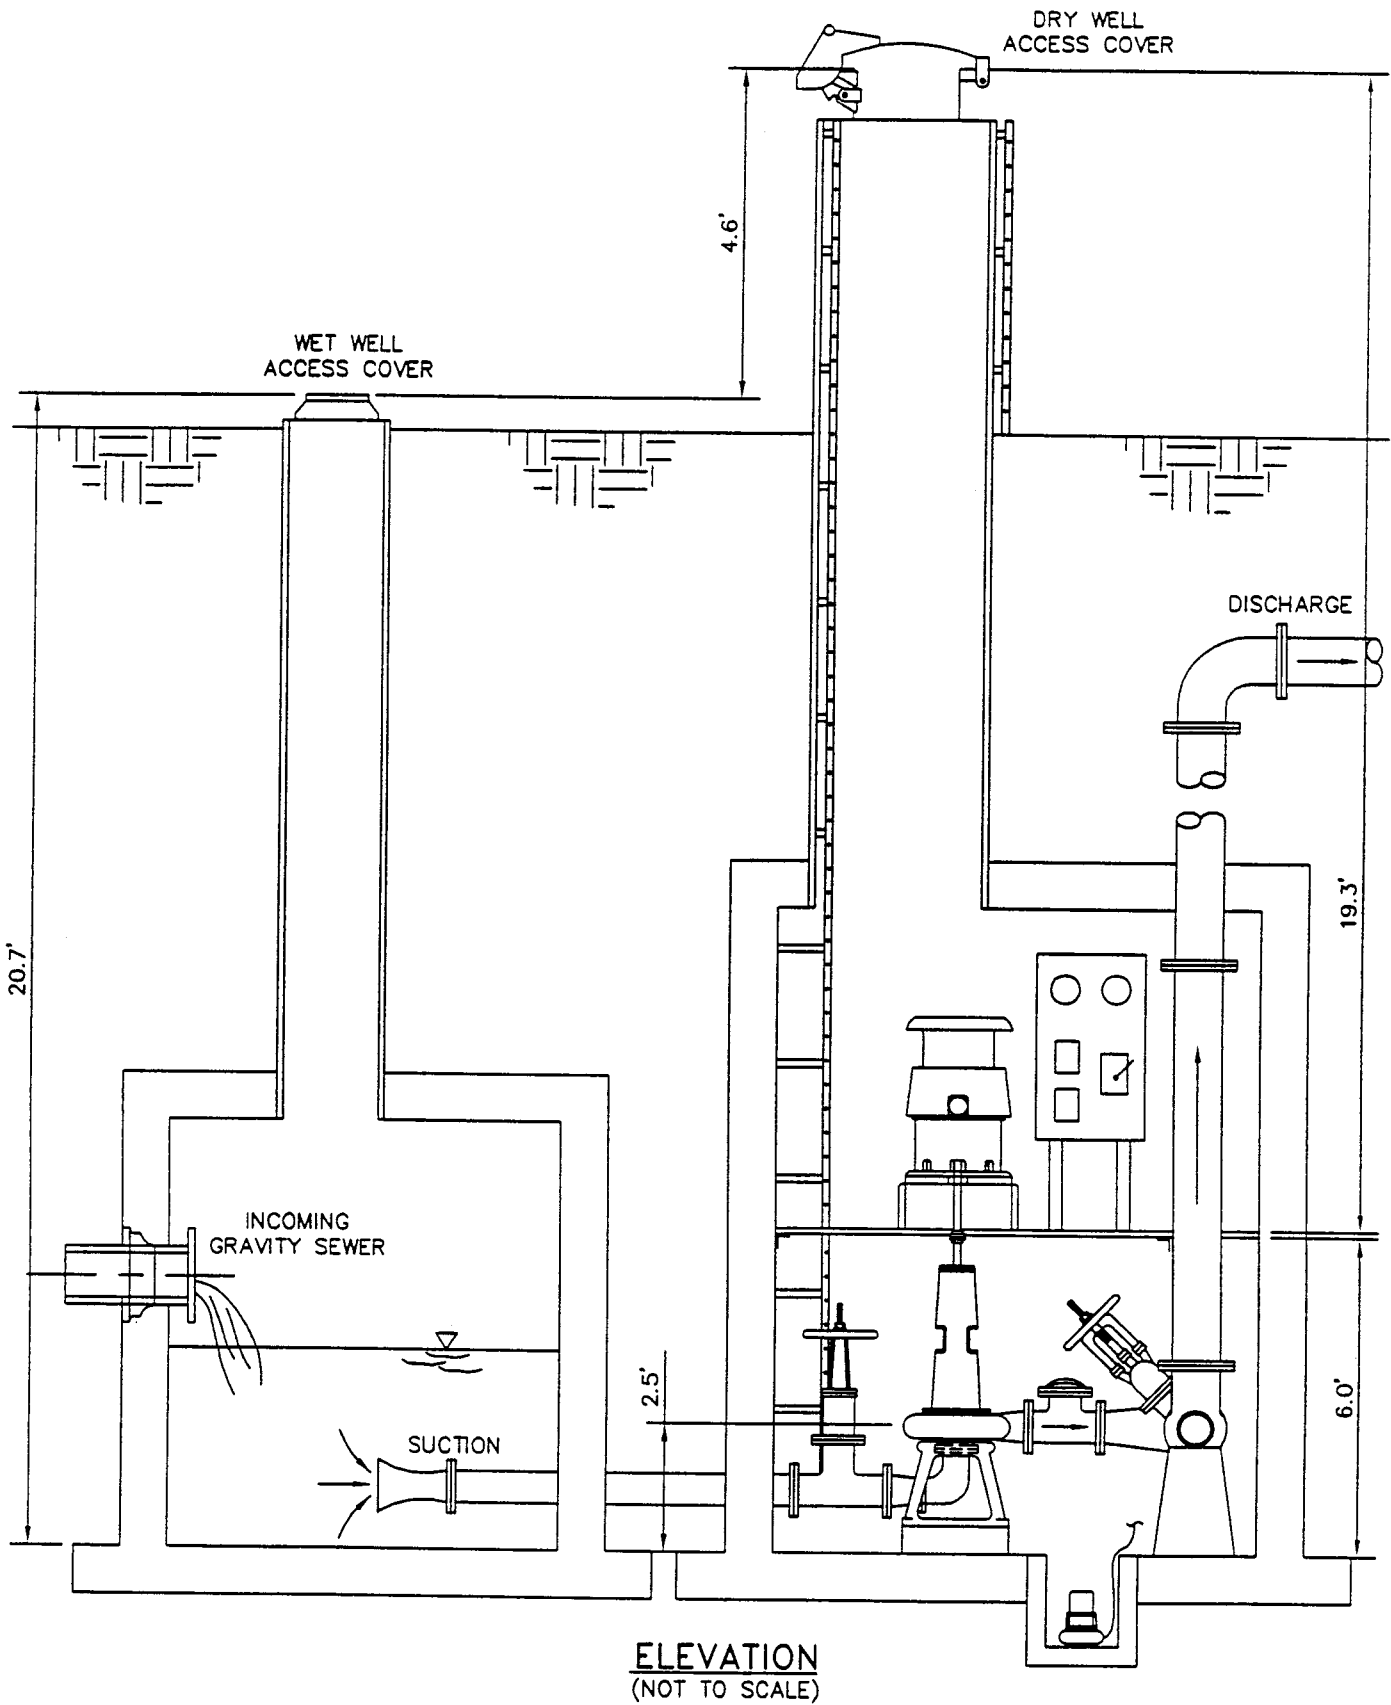 DRY WELL
ACCESS COVER
4.6'
WET WELL
ACCESS COVER
DISCHARGE
19.3'
20.7'
INCOMING
GRAVITY SEWER
2.5'
6.0'
SUCTION
ELEVATION
(NOT TO SCALE)